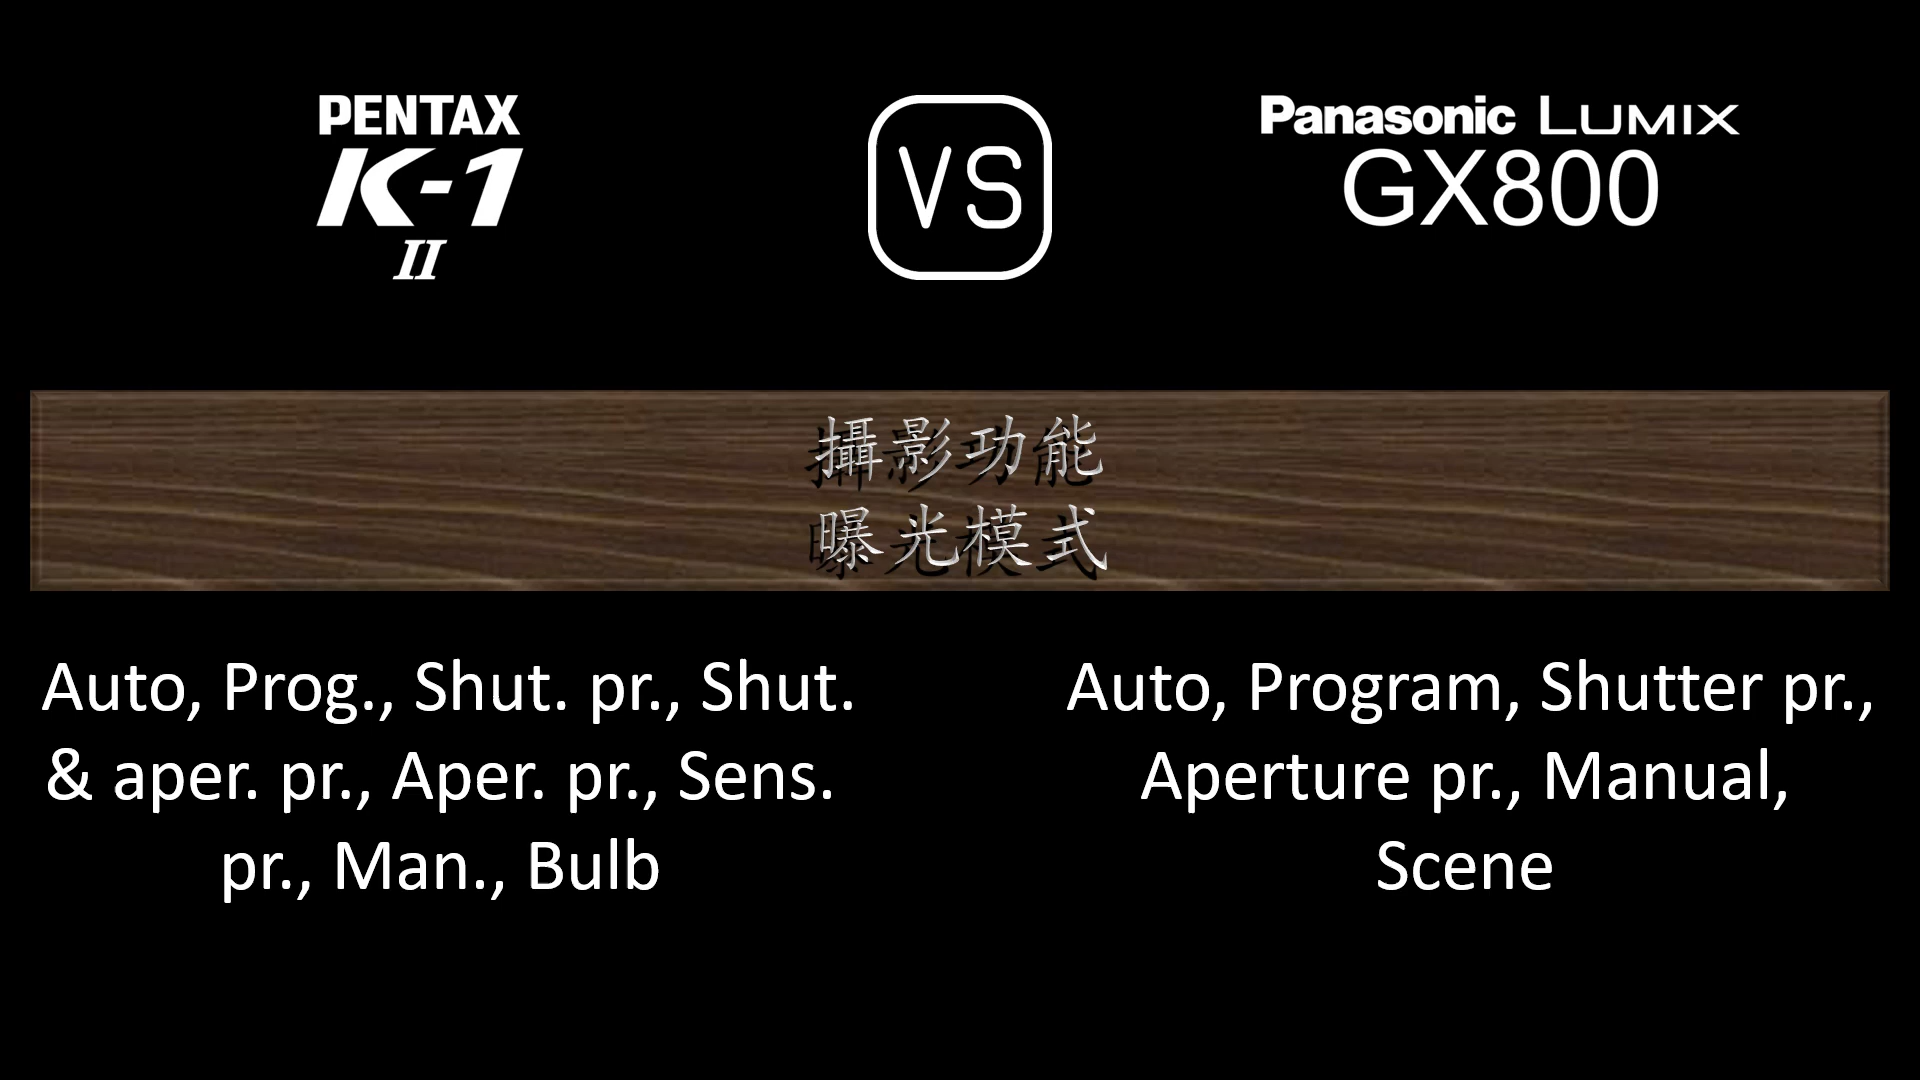 PENTAX
K-1
II
VS
Panasonic LUMIX
GX800
攝影功能
曝光模式
Auto, Prog., Shut. pr., Shut.
& aper. pr., Aper. pr., Sens.
pr., Man., Bulb
Auto, Program, Shutter pr.,
Aperture pr., Manual,
Scene